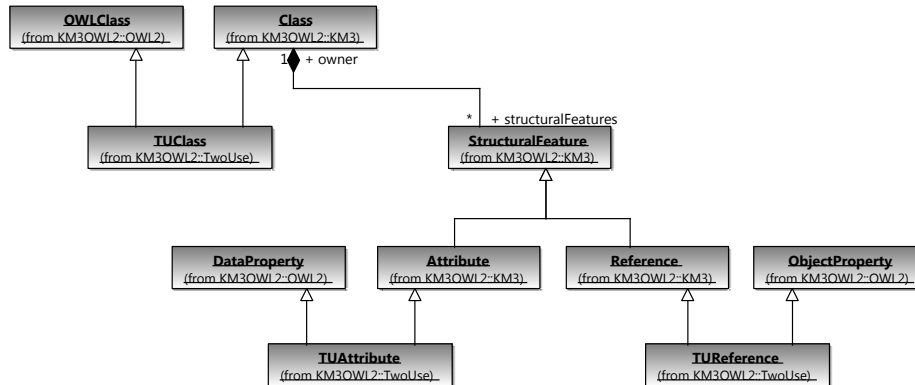 OWLClass
(from KM3OWL2::OWL2)
Class
(from KM3OWL2::KM3)
1
+ owner
*
+ structuralFeatures
TUClass
(from KM3OWL2::TwoUse)
StructuralFeature
(from KM3OWL2::KM3)
DataProperty
(from KM3OWL2::OWL2)
Attribute
(from KM3OWL2::KM3)
Reference
(from KM3OWL2::KM3)
ObjectProperty
(from KM3OWL2::OWL2)
TUAttribute
(from KM3OWL2::TwoUse)
TUReference
(from KM3OWL2::TwoUse)